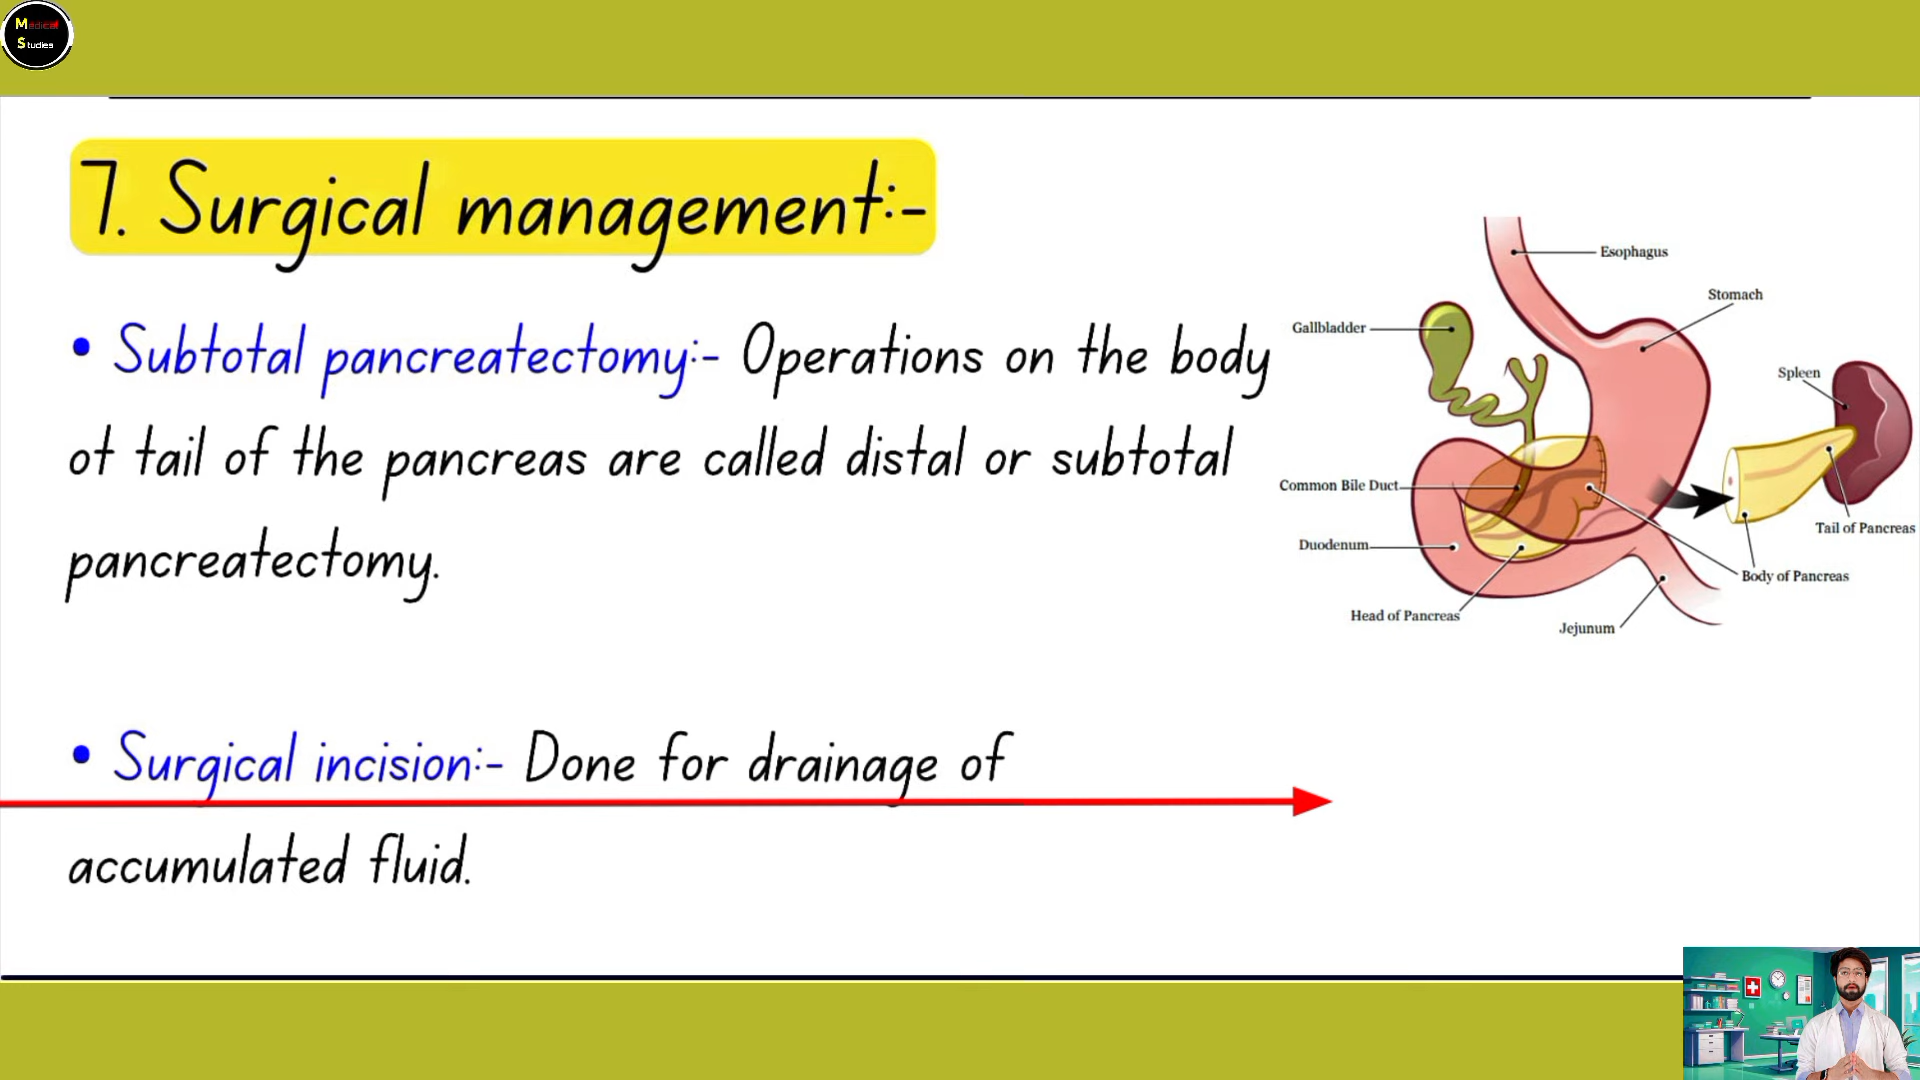 Medical
Studies
7. Surgical management:-
• Subtotal pancreatectomy:- Operations on the body
ot tail of the pancreas are called distal or subtotal
pancreatectomy.
• Surgical incision:- Done for drainage of
accumulated fluid.
Esophagus
Stomach
Gallbladder
Spleen
Common Bile Duct
Tail of Pancreas
Duodenum
Body of Pancreas
Head of Pancreas
Jejunum